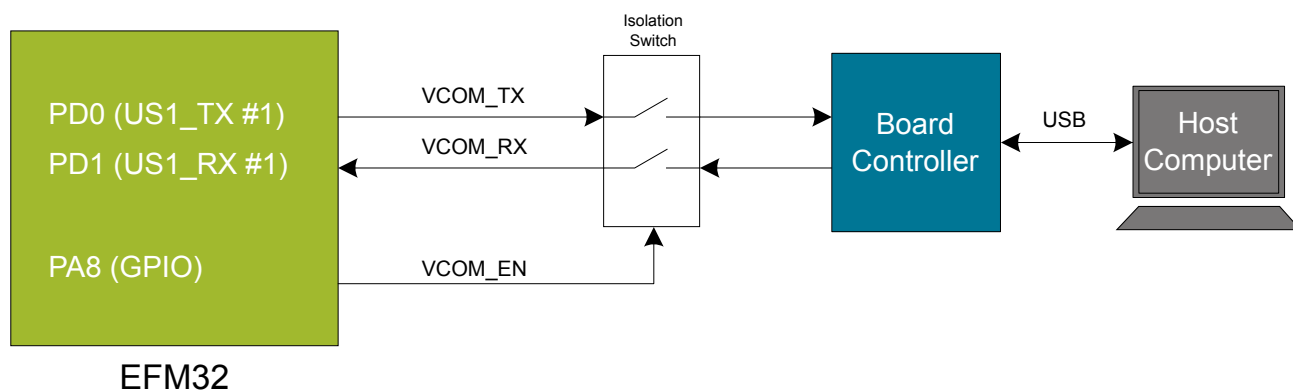 Isolation
Switch
PD0 (US1_TX #1)
VCOM_TX
PD1 (US1_RX #1)
VCOM_RX
Board
Controller
USB
Host
Computer
PA8 (GPIO)
VCOM_EN
EFM32